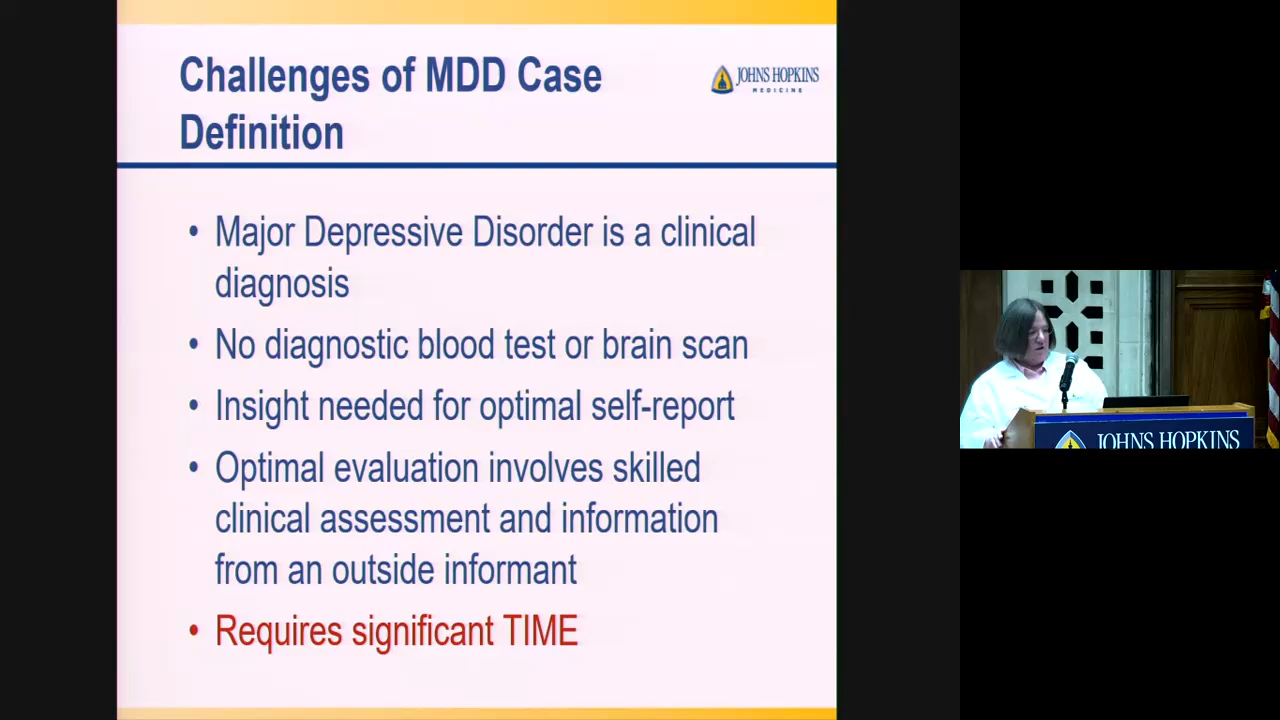 Challenges of MDD Case
Definition
JOHNS HOPKINS
MEDICINE
• Major Depressive Disorder is a clinical
diagnosis
• No diagnostic blood test or brain scan
• Insight needed for optimal self-report
• Optimal evaluation involves skilled
clinical assessment and information
from an outside informant
• Requires significant TIME
JOHNS HOPKINS